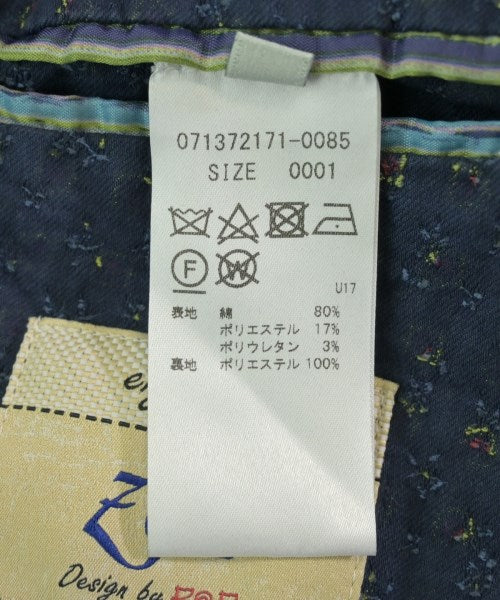 071372171-0085
SIZE 0001
F W
U17
表地 綿 80%
ポリエステル 17%
ポリウレタン 3%
裏地 ポリエステル 100%
Design by